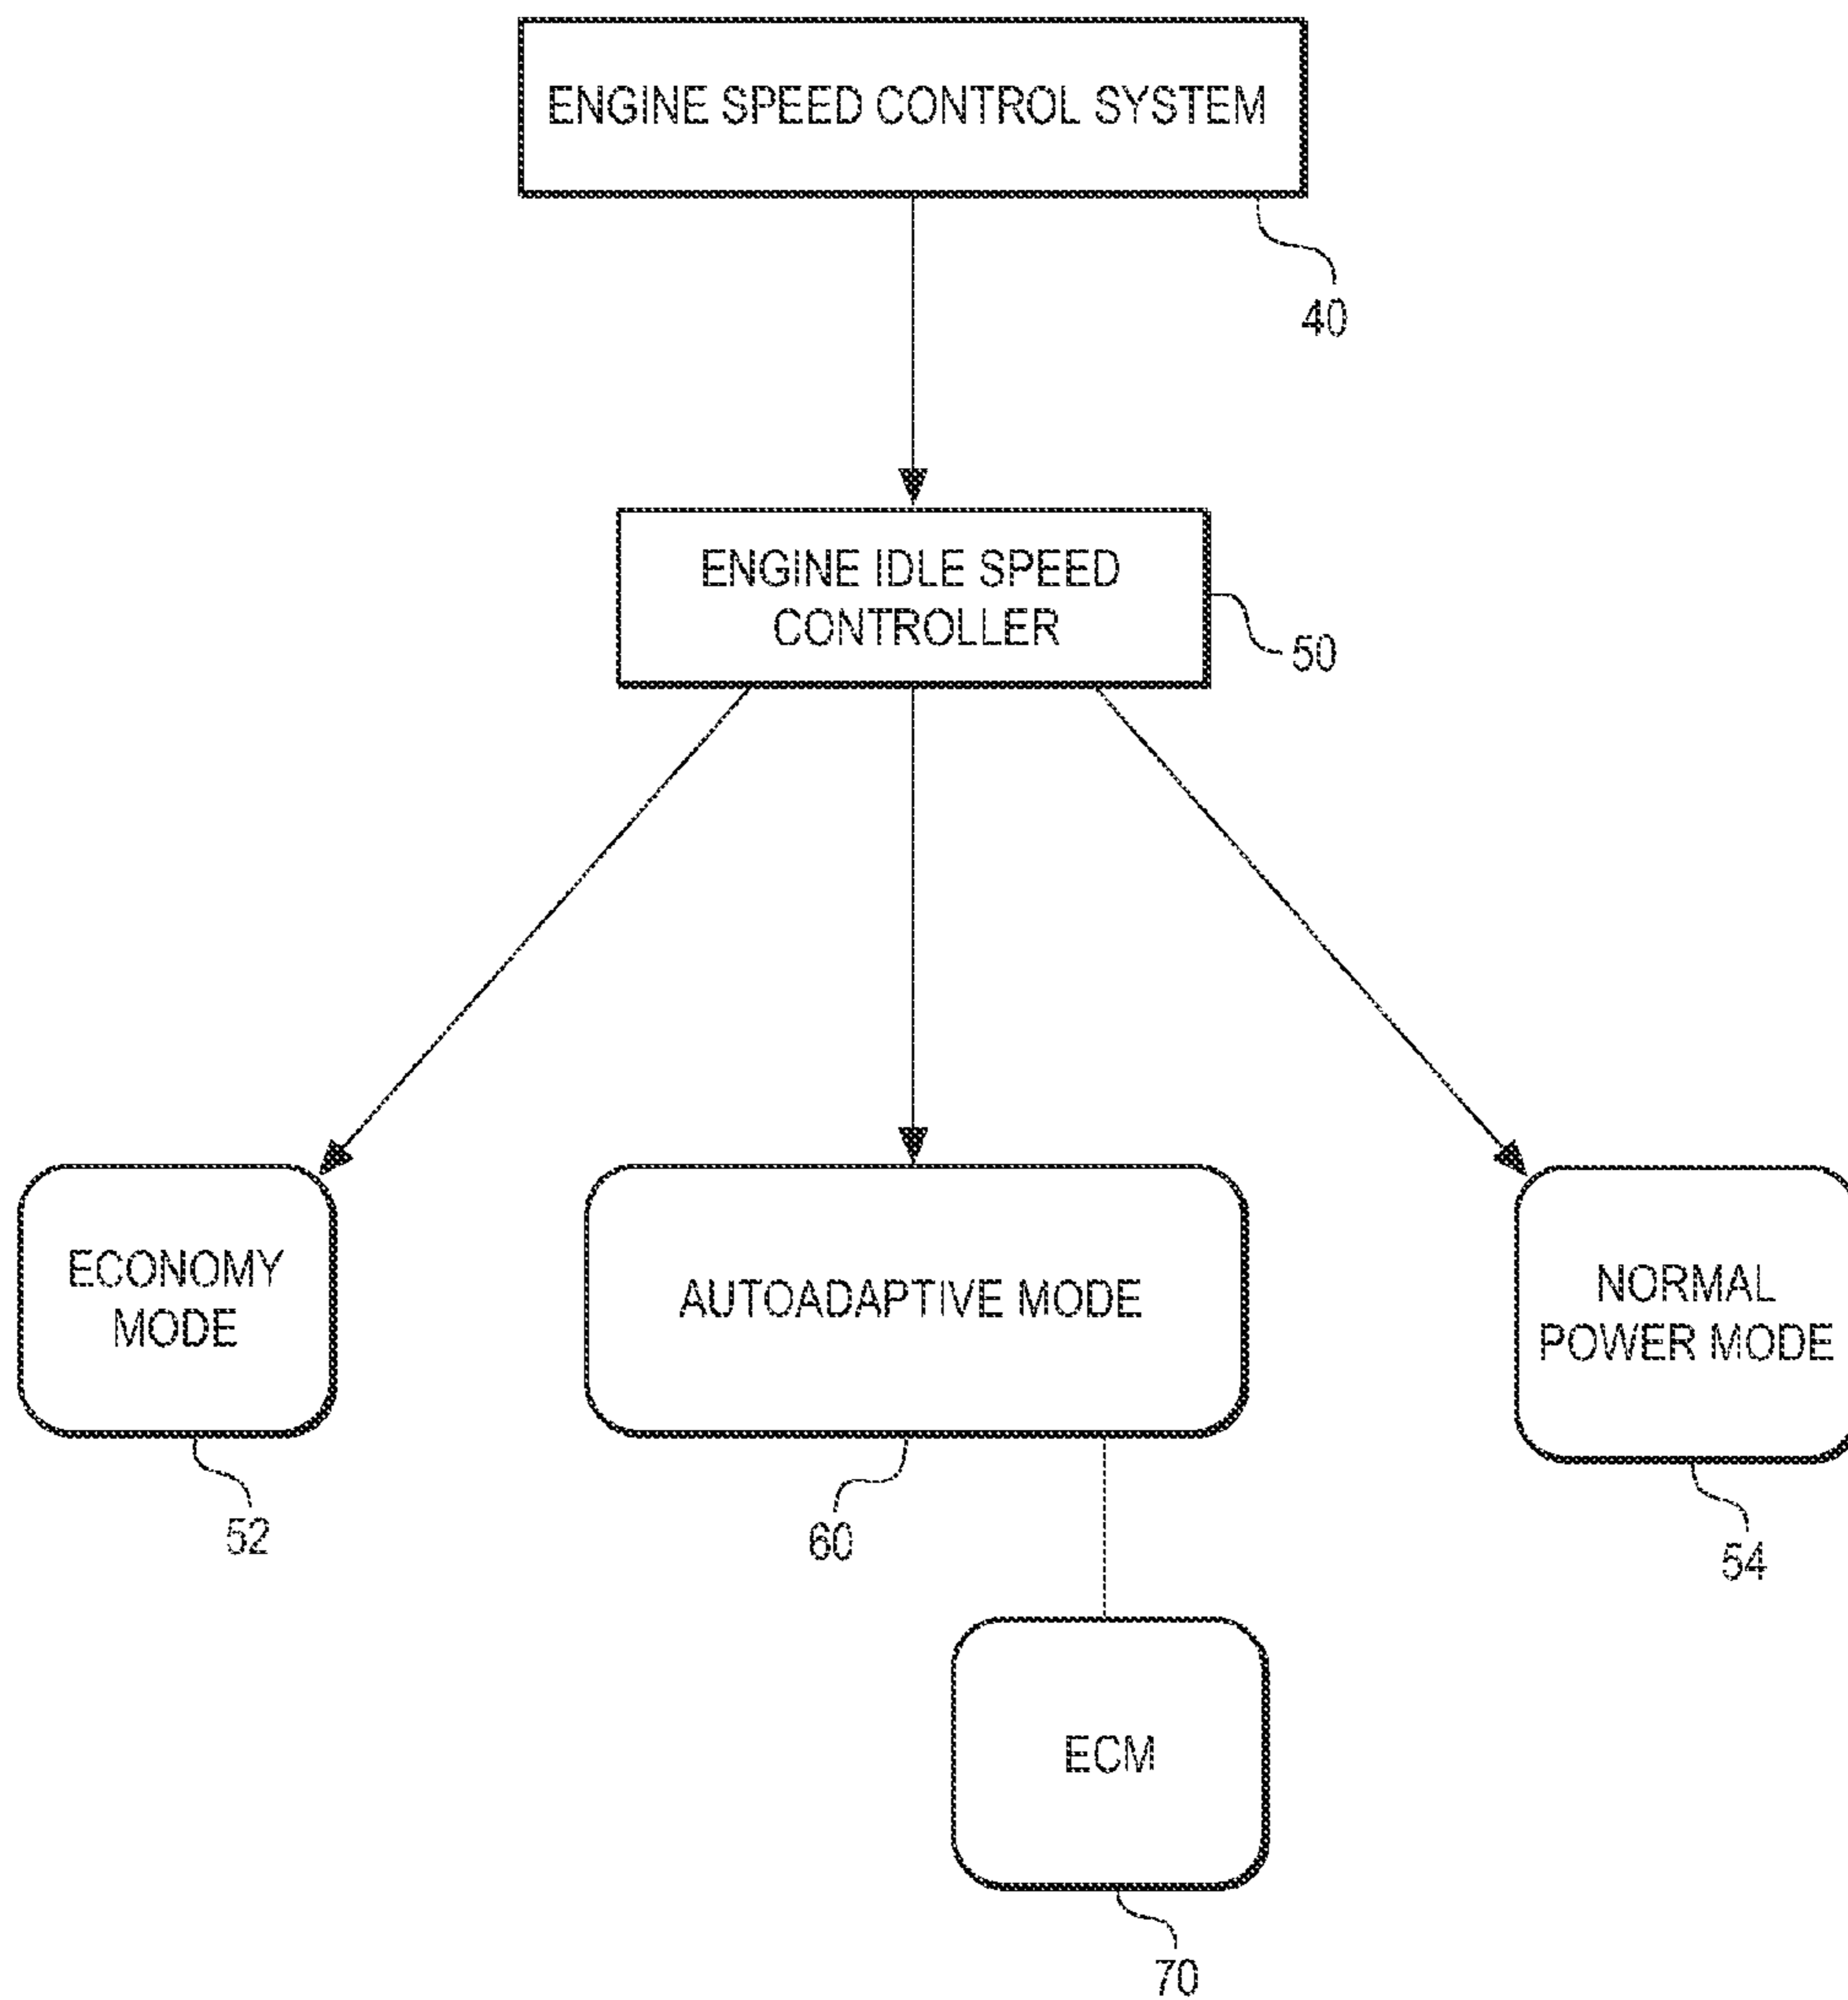 ENGINE SPEED CONTROL SYSTEM
40
ENGINE IDLE SPEED
CONTROLLER
50
ECONOMY
MODE
52
AUTOADAPTIVE MODE
60
NORMAL
POWER MODE
54
ECM
70